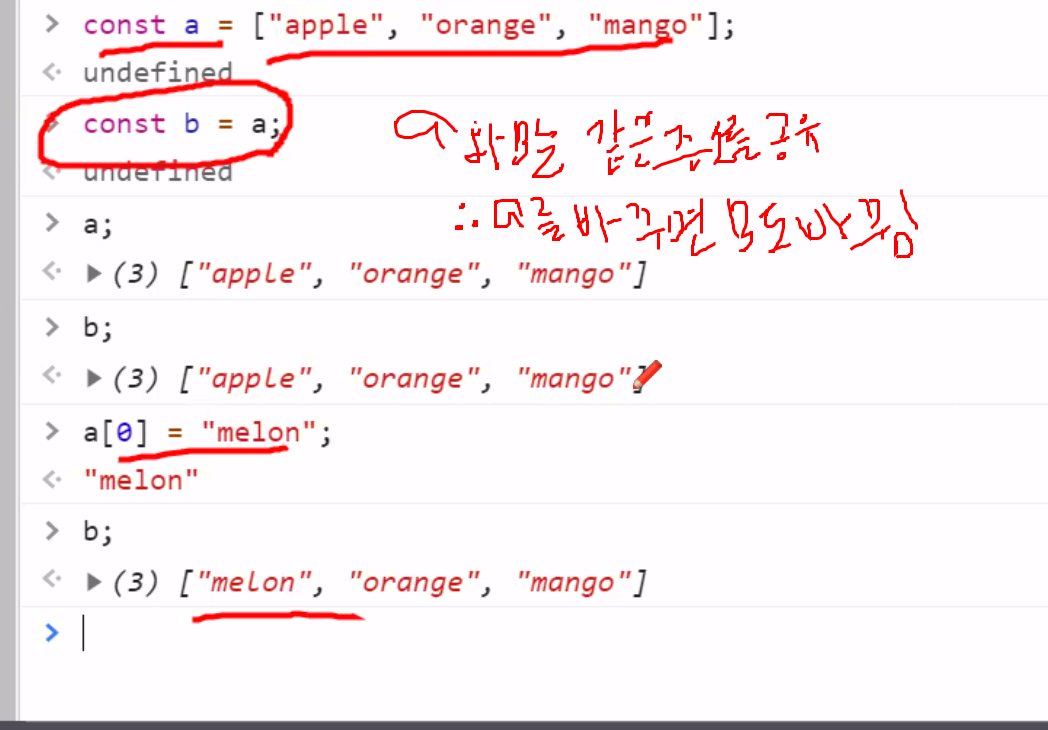 > const a = ["apple", "orange", "mango"];
< undefined
> const b = a;
< undefined
a와 b는 같은 주소를 공유
> a;
∴ a를 바꾸면 b도 바뀜
< ▶ (3) ["apple", "orange", "mango"]
> b;
< ▶ (3) ["apple", "orange", "mango"]
> a[0] = "melon";
< "melon"
> b;
< ▶ (3) ["melon", "orange", "mango"]
>